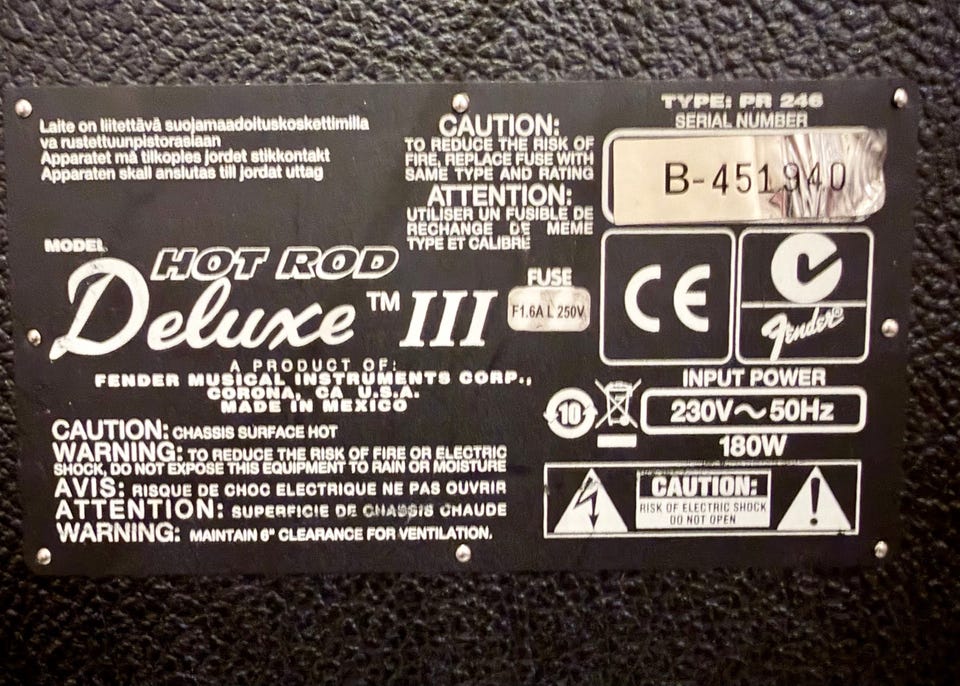 Laite on liitettävä suojamaadoituskoskettimilla
va rustettuunpistorasiaan
Apparatet må tilkoples jordet stikkontakt
Apparaten skall anslutas till jordat uttag
CAUTION:
TO REDUCE THE RISK OF
FIRE, REPLACE FUSE WITH
SAME TYPE AND RATING
ATTENTION:
UTILISER UN FUSIBLE DE
RECHANGE DE MEME
TYPE ET CALIBRE
TYPE: PR 246
SERIAL NUMBER
B-451940
MODEL
HOT ROD
Deluxe ™ III
FUSE
F1.6A L 250V
CE
Fender
A PRODUCT OF:
FENDER MUSICAL INSTRUMENTS CORP.,
CORONA, CA U.S.A.
MADE IN MEXICO
10
INPUT POWER
230V~50Hz
180W
CAUTION: CHASSIS SURFACE HOT
WARNING: TO REDUCE THE RISK OF FIRE OR ELECTRIC
SHOCK, DO NOT EXPOSE THIS EQUIPMENT TO RAIN OR MOISTURE
AVIS: RISQUE DE CHOC ELECTRIQUE NE PAS OUVRIR
ATTENTION: SUPERFICIE DE CHASSIS CHAUDE
WARNING: MAINTAIN 6" CLEARANCE FOR VENTILATION.
CAUTION:
RISK OF ELECTRIC SHOCK
DO NOT OPEN